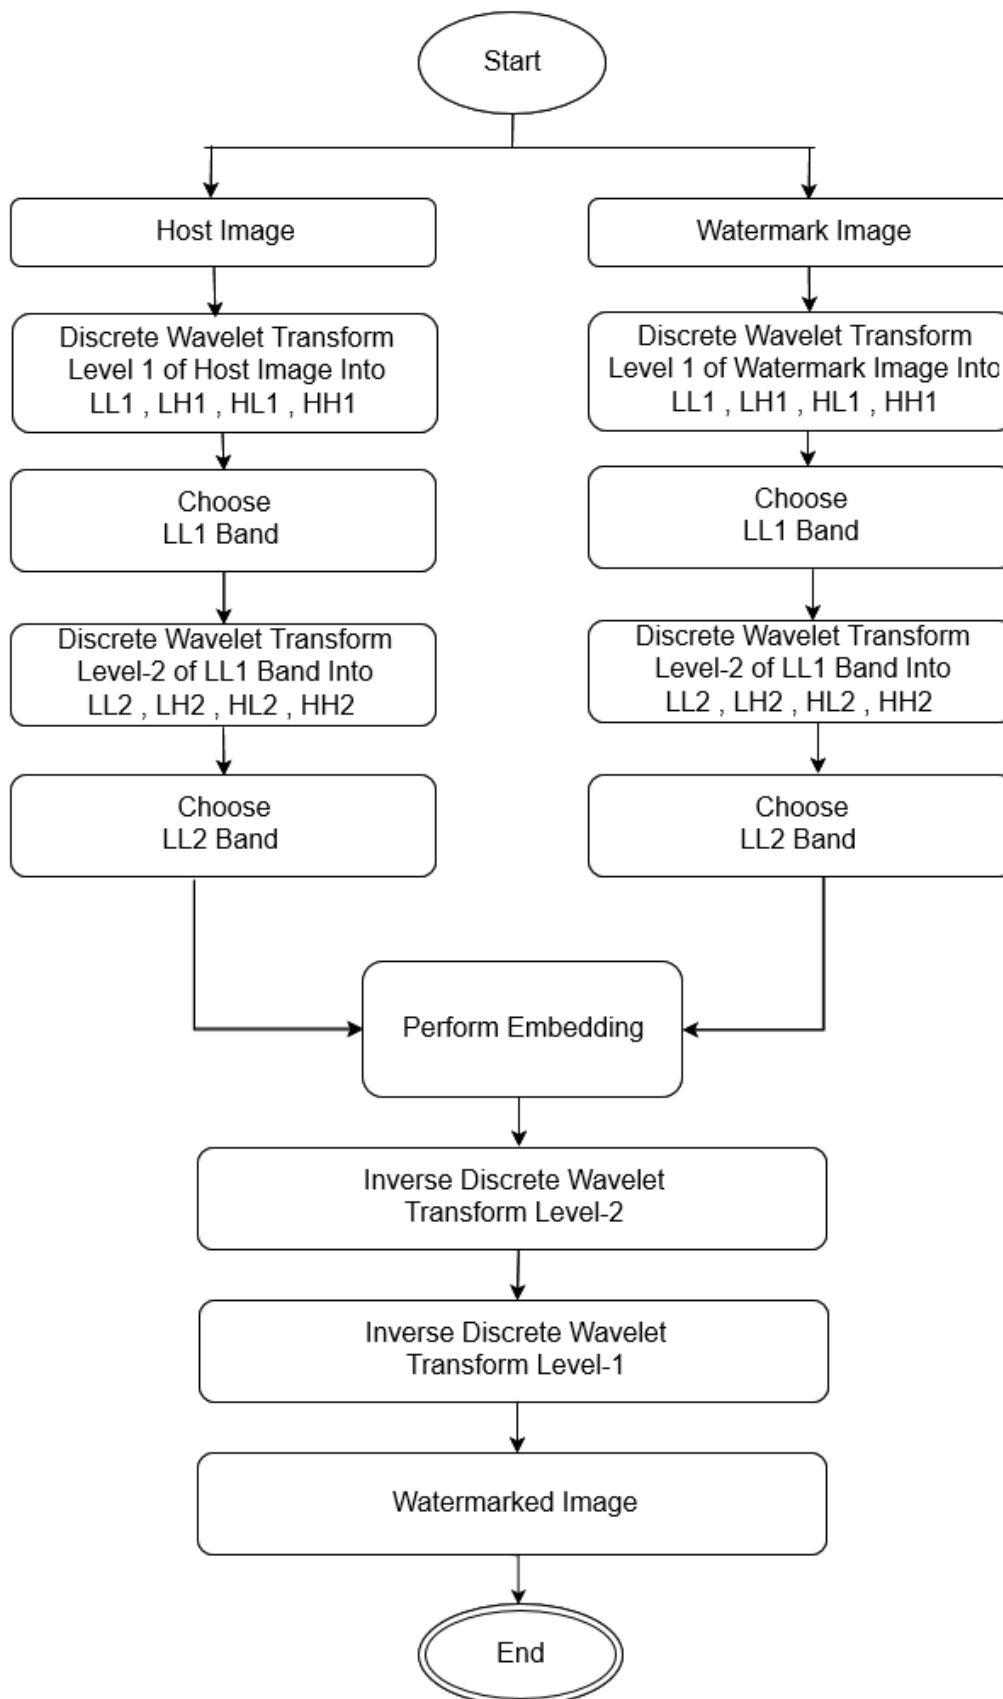 Start
Host Image
Watermark Image
Discrete Wavelet Transform
Level 1 of Host Image Into
LL1 , LH1 , HL1 , HH1
Discrete Wavelet Transform
Level 1 of Watermark Image Into
LL1 , LH1 , HL1 , HH1
Choose
LL1 Band
Choose
LL1 Band
Discrete Wavelet Transform
Level-2 of LL1 Band Into
LL2 , LH2 , HL2 , HH2
Discrete Wavelet Transform
Level-2 of LL1 Band Into
LL2 , LH2 , HL2 , HH2
Choose
LL2 Band
Choose
LL2 Band
Perform Embedding
Inverse Discrete Wavelet
Transform Level-2
Inverse Discrete Wavelet
Transform Level-1
Watermarked Image
End